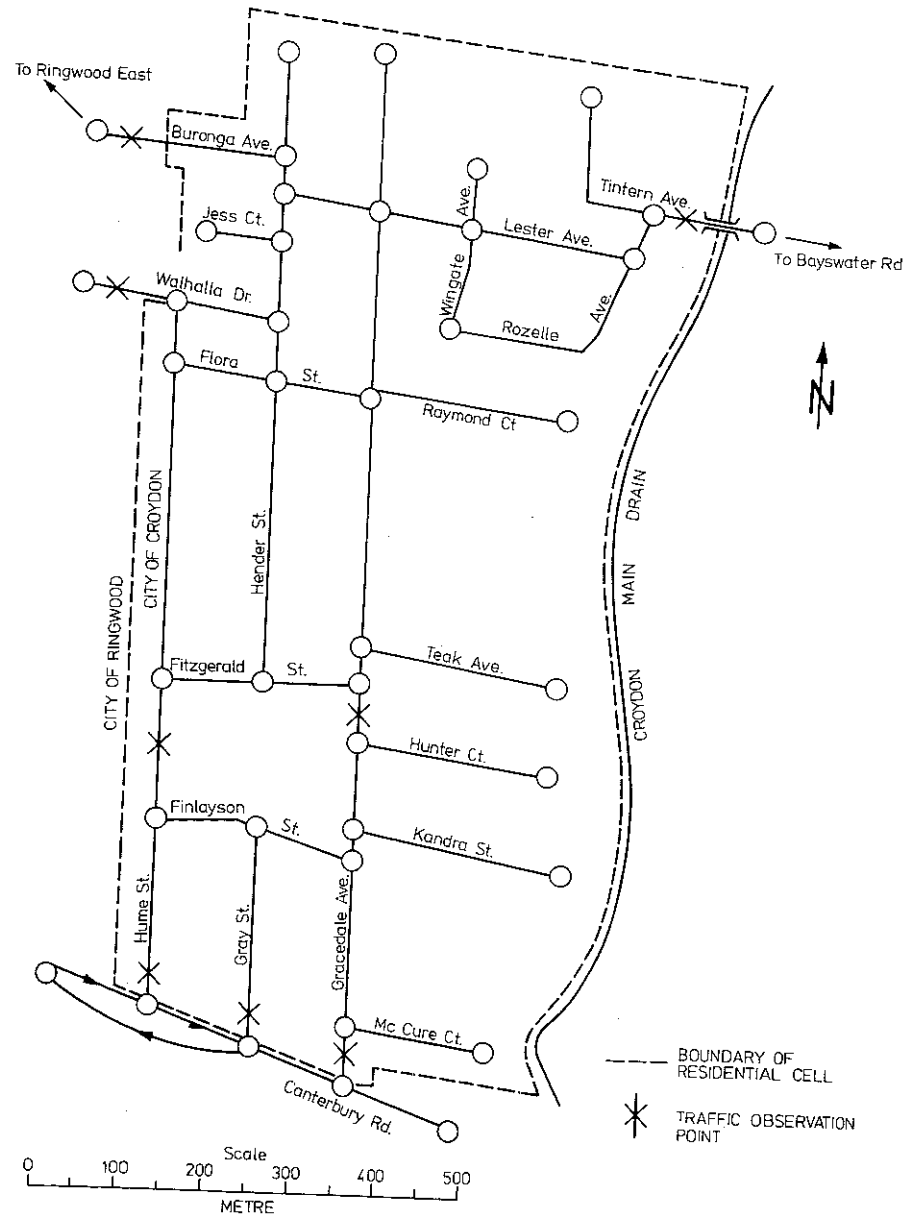 To Ringwood East
Buronga Ave.
Tintern Ave.
Jess Ct.
Wingate Ave.
Lester Ave.
To Bayswater Rd
Walhalla Dr.
Rozelle Ave.
Flora St.
Raymond Ct
N
CITY OF RINGWOOD
CITY OF CROYDON
Hender St.
CROYDON MAIN DRAIN
Fitzgerald St.
Teak Ave.
Hunter Ct.
Finlayson St.
Kandra St.
Hume St.
Gray St.
Gracedale Ave.
Mc Cure Ct.
Canterbury Rd.
BOUNDARY OF
RESIDENTIAL CELL
TRAFFIC OBSERVATION
POINT
Scale
0 100 200 300 400 500
METRE